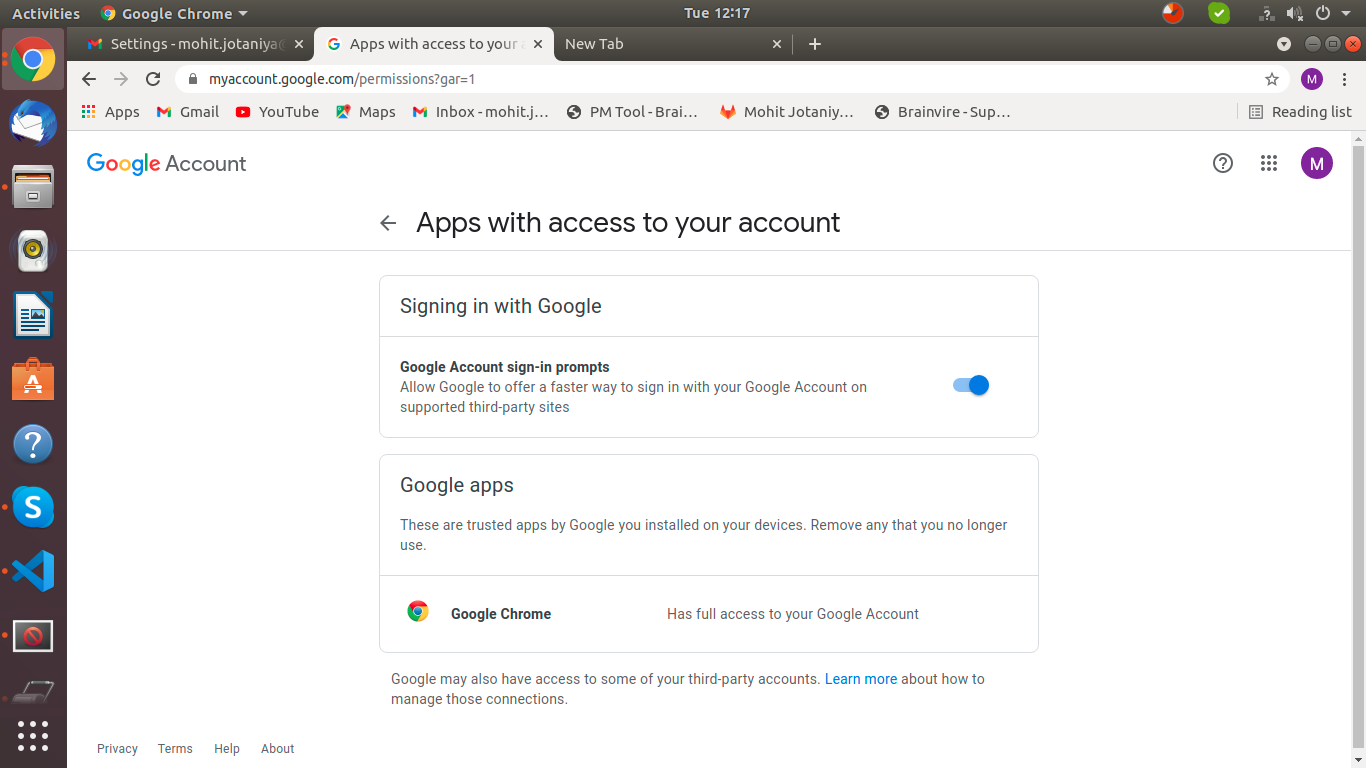 Activities
Google Chrome
Tue 12:17
Settings - mohit.jotaniya@
Apps with access to your
New Tab
myaccount.google.com/permissions?gar=1
M
Apps
Gmail
YouTube
Maps
Inbox - mohit.j...
PM Tool - Brai...
Mohit Jotaniy...
Brainvire - Sup...
Reading list
Google Account
M
Apps with access to your account
Signing in with Google
Google Account sign-in prompts
Allow Google to offer a faster way to sign in with your Google Account on
supported third-party sites
Google apps
These are trusted apps by Google you installed on your devices. Remove any that you no longer
use.
Google Chrome
Has full access to your Google Account
Google may also have access to some of your third-party accounts. Learn more about how to
manage those connections.
Privacy
Terms
Help
About